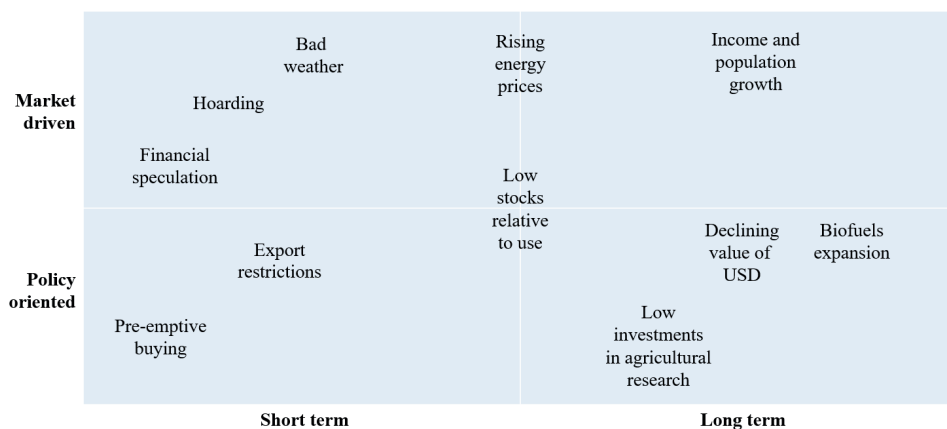 Bad
weather
Rising
energy
prices
Income and
population
growth
Market
driven
Hoarding
Financial
speculation
Low
stocks
relative
to use
Export
restrictions
Declining
value of
USD
Biofuels
expansion
Policy
oriented
Pre-emptive
buying
Low
investments
in agricultural
research
Short term
Long term